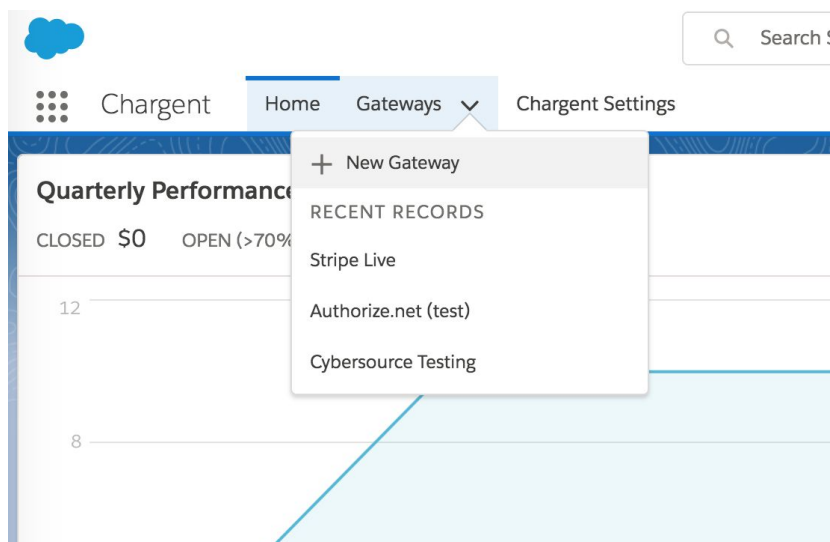 Search
Chargent Home Gateways Chargent Settings
+ New Gateway
Quarterly Performance
RECENT RECORDS
CLOSED $0 OPEN (>70%
Stripe Live
12
Authorize.net (test)
Cybersource Testing
8